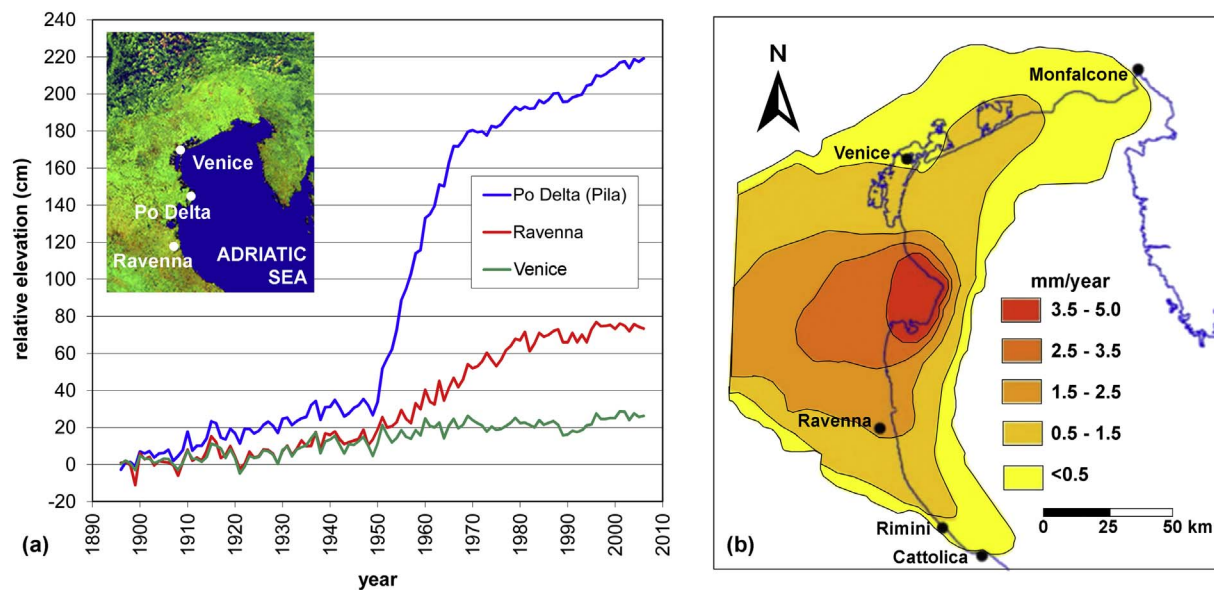 240
220
200
180
160
140
120
100
80
60
40
20
0
-20
relative elevation (cm)
Venice
Po Delta
Ravenna
ADRIATIC
SEA
Po Delta (Pila)
Ravenna
Venice
1890
1900
1910
1920
1930
1940
1950
1960
1970
1980
1990
2000
2010
(a)
year
N
Monfalcone
Venice
mm/year
3.5 - 5.0
2.5 - 3.5
1.5 - 2.5
0.5 - 1.5
<0.5
Ravenna
0 25 50 km
Rimini
Cattolica
(b)